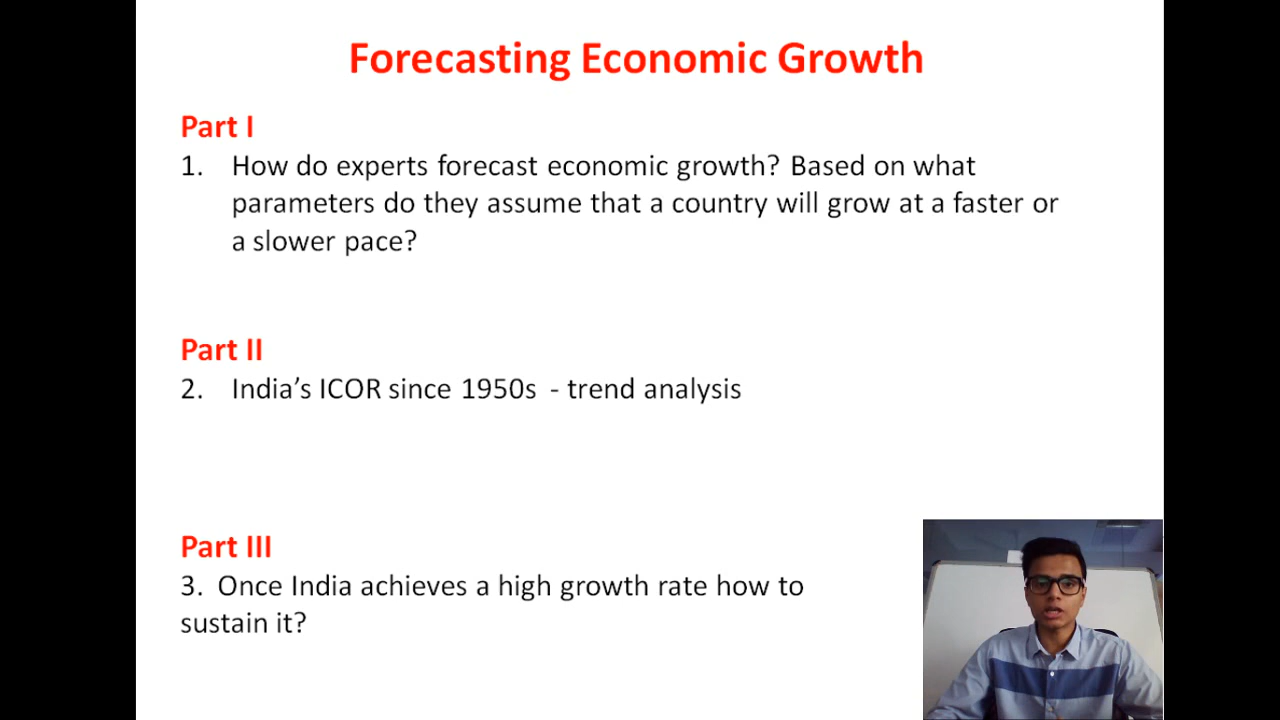 Forecasting Economic Growth
Part I
1. How do experts forecast economic growth? Based on what
parameters do they assume that a country will grow at a faster or
a slower pace?
Part II
2. India’s ICOR since 1950s - trend analysis
Part III
3. Once India achieves a high growth rate how to
sustain it?